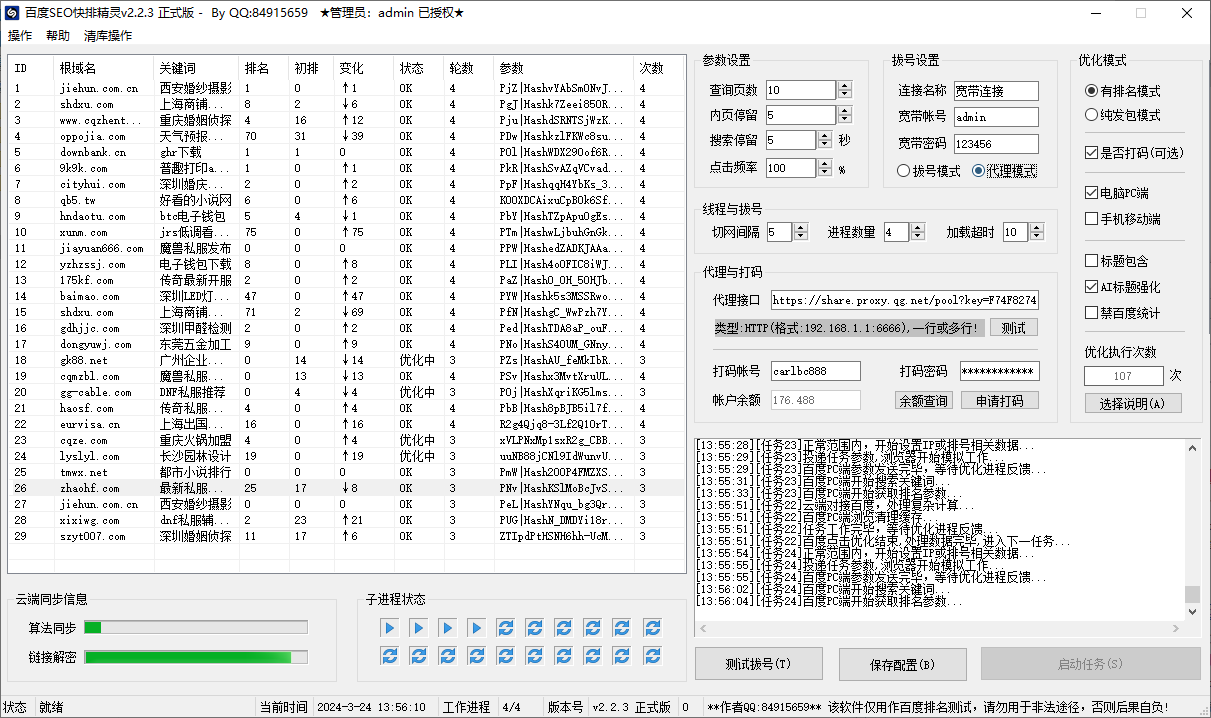 百度SEO快排精灵v2.2.3 正式版 - By QQ:84915659 ★管理员：admin 已授权★
操作 帮助 清库操作
ID 根域名 关键词 排名 初排 变化 状态 轮数 参数 次数
1 jiehun.com.cn 西安婚纱摄影 1 0 ↑1 OK 4 PjZ|HashvYAbSmONvJ... 4
2 shdxu.com 上海商铺... 8 2 ↓6 OK 4 PgJ|Hashk7Zeei850R... 4
3 www.cqzhent... 重庆婚姻侦探 4 16 ↑12 OK 4 Pju|HashdSRNTSjWzK... 4
4 oppojia.com 天气预报... 70 31 ↓39 OK 4 PDw|HashkzlFKWc8su... 4
5 downbank.cn ghr下载 1 1 0 OK 4 POl|HashWDX290of6R... 4
6 9k9k.com 普趣打印a... 1 0 ↑1 OK 4 PkR|HashSvAZqVCvad... 4
7 cityhui.com 深圳婚庆... 2 0 ↑2 OK 4 PpF|HashqqH4YbKs_3... 4
8 qb5.tw 好看的小说网 6 0 ↑6 OK 4 KOOXDCAixuCpB0k6Sf... 4
9 hndaotu.com btc电子钱包 5 4 ↓1 OK 4 PbY|HashTZpApuOgEs... 4
10 xunm.com jrs低调看... 75 0 ↑75 OK 4 PTm|HashwLjbuhGnGk... 4
11 jiayuan666.com 魔兽私服发布 0 0 0 OK 4 PPW|HashedZADKJAAa... 4
12 yzhzssj.com 电子钱包下载 8 0 ↑8 OK 4 PLI|Hash4oOFIC8iWJ... 4
13 175kf.com 传奇最新开服 2 0 ↑2 OK 4 PaZ|HashO_OH_5OHJb... 4
14 baimao.com 深圳LED灯... 47 0 ↑47 OK 4 PYW|Hashk5s3MSSRwo... 4
15 shdxu.com 上海商铺... 71 2 ↓69 OK 4 PfN|HashgC_WwPzh7Y... 4
16 gdhjjc.com 深圳甲醛检测 2 0 ↑2 OK 4 Ped|HashTDA8aP_ouF... 4
17 dongyuwj.com 东莞五金加工 9 0 ↑9 OK 4 PNo|HashS4OUM_GNny... 4
18 gk88.net 广州企业... 0 14 ↓14 优化中 3 PZs|HashAU_feMkIbR... 3
19 cqmzbl.com 魔兽私服... 0 13 ↓13 OK 3 PSv|Hashx3MvtXruUL... 3
20 gg-cable.com DNF私服推荐 0 4 ↓4 优化中 3 POj|HashXqriKG5lms... 3
21 haosf.com 传奇私服... 4 0 ↑4 OK 3 PbB|Hash8pBJB5il7f... 3
22 eurvisa.cn 上海出国... 16 0 ↑16 OK 3 R2g4Qjq8-3Lf2Q1OrT... 3
23 cqze.com 重庆火锅加盟 4 0 ↑4 优化中 3 xVLPNxMp1sxR2g_CBB... 3
24 lyslyl.com 长沙园林设计 19 0 ↑19 优化中 3 uuNB88jCNl9IdWunvU... 3
25 tmwx.net 都市小说排行 0 0 0 OK 3 PmW|Hash2OOP4FMZXS... 3
26 zhaohf.com 最新私服... 25 17 ↓8 OK 3 PNv|HashKSlMoBcJvS... 3
27 jiehun.com.cn 西安婚纱摄影 0 0 0 OK 3 PeL|HashYNqu_bg3Qr... 3
28 xixiwg.com dnf私服辅... 2 23 ↑21 OK 3 PUG|HashN_DMDYi18r... 3
29 szyt007.com 深圳婚姻侦探 11 17 ↑6 OK 3 ZTIpdPtHSNH6hh-UcM... 3
云端同步信息
算法同步
链接解密
子进程状态
参数设置
查询页数 10
内页停留 5
搜索停留 5 秒
点击频率 100 %
拨号设置
连接名称 宽带连接
宽带帐号 admin
宽带密码 123456
拔号模式 代理模式
线程与拔号
切网间隔 5 进程数量 4 加载超时 10
代理与打码
代理接口 https://share.proxy.qg.net/pool?key=F74F8274
类型:HTTP(格式:192.168.1.1:6666),一行或多行! 测试
打码帐号 carlbc888 打码密码 ************
帐户余额 176.488 余额查询 申请打码
优化模式
有排名模式
纯发包模式
是否打码(可选)
电脑PC端
手机移动端
标题包含
AI标题强化
禁百度统计
优化执行次数
107 次
选择说明(A)
[13:55:28][任务23]正常范围内，开始设置IP或排号相关数据...
[13:55:29][任务23]投递任务参数,浏览器开始模拟工作...
[13:55:29][任务23]百度PC端参数发送完毕，等待优化进程反馈...
[13:55:31][任务23]百度PC端开始搜索关键词...
[13:55:33][任务23]百度PC端开始获取排名参数...
[13:55:51][任务22]云端对接百度，处理复杂计算...
[13:55:51][任务22]百度PC端浏览清理缓存...
[13:55:51][任务22]任务工作完毕，等待优化进程反馈...
[13:55:51][任务22]百度点击优化结束,处理数据完毕,进入下一任务...
[13:55:54][任务24]正常范围内，开始设置IP或排号相关数据...
[13:55:55][任务24]投递任务参数,浏览器开始模拟工作...
[13:55:55][任务24]百度PC端参数发送完毕，等待优化进程反馈...
[13:56:02][任务24]百度PC端开始搜索关键词...
[13:56:04][任务24]百度PC端开始获取排名参数...
测试拔号(T) 保存配置(B) 启动任务(S)
状态 就绪 当前时间 2024-3-24 13:56:10 工作进程 4/4 版本号 v2.2.3 正式版 0 **作者QQ:84915659** 该软件仅用作百度排名测试，请勿用于非法途径，否则后果自负！